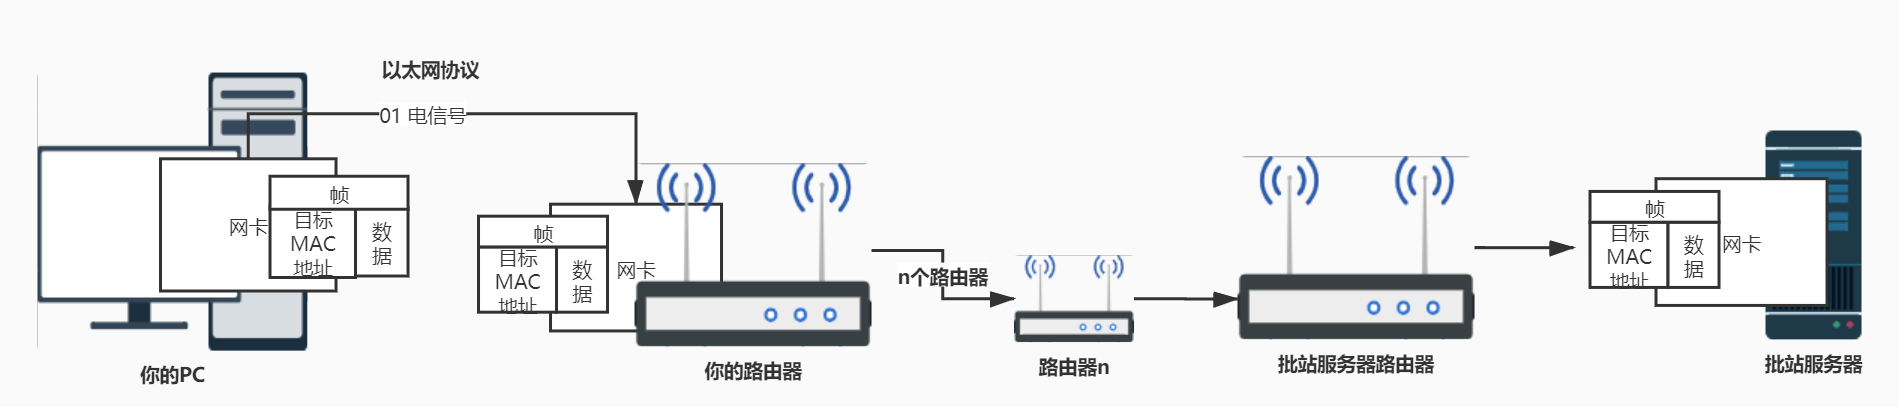 以太网协议
01 电信号
帧
网卡
目标
MAC
地址
数
据
你的PC
帧
目标
MAC
地址
数
据
网卡
你的路由器
n个路由器
路由器n
批站服务器路由器
帧
目标
MAC
地址
数
据
网卡
批站服务器